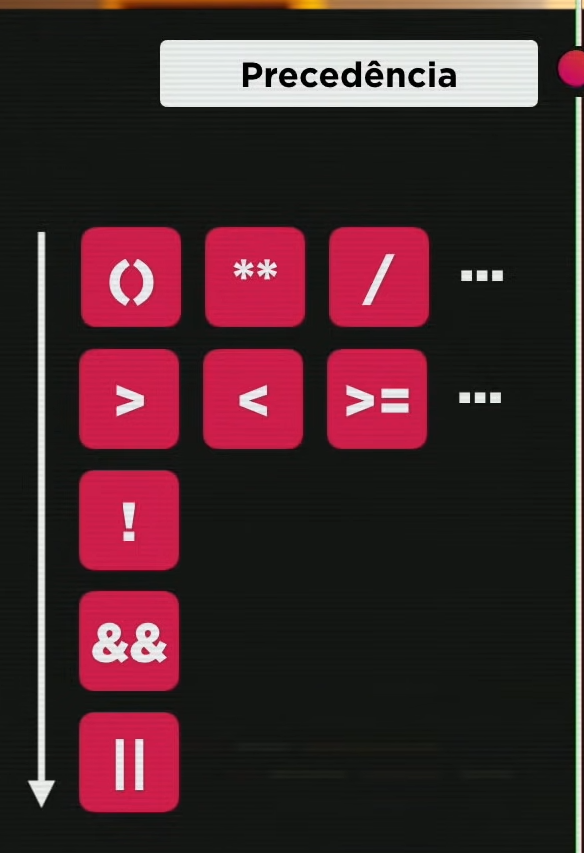 Precedência
() ** / ...
> < >= ...
!
&&
||